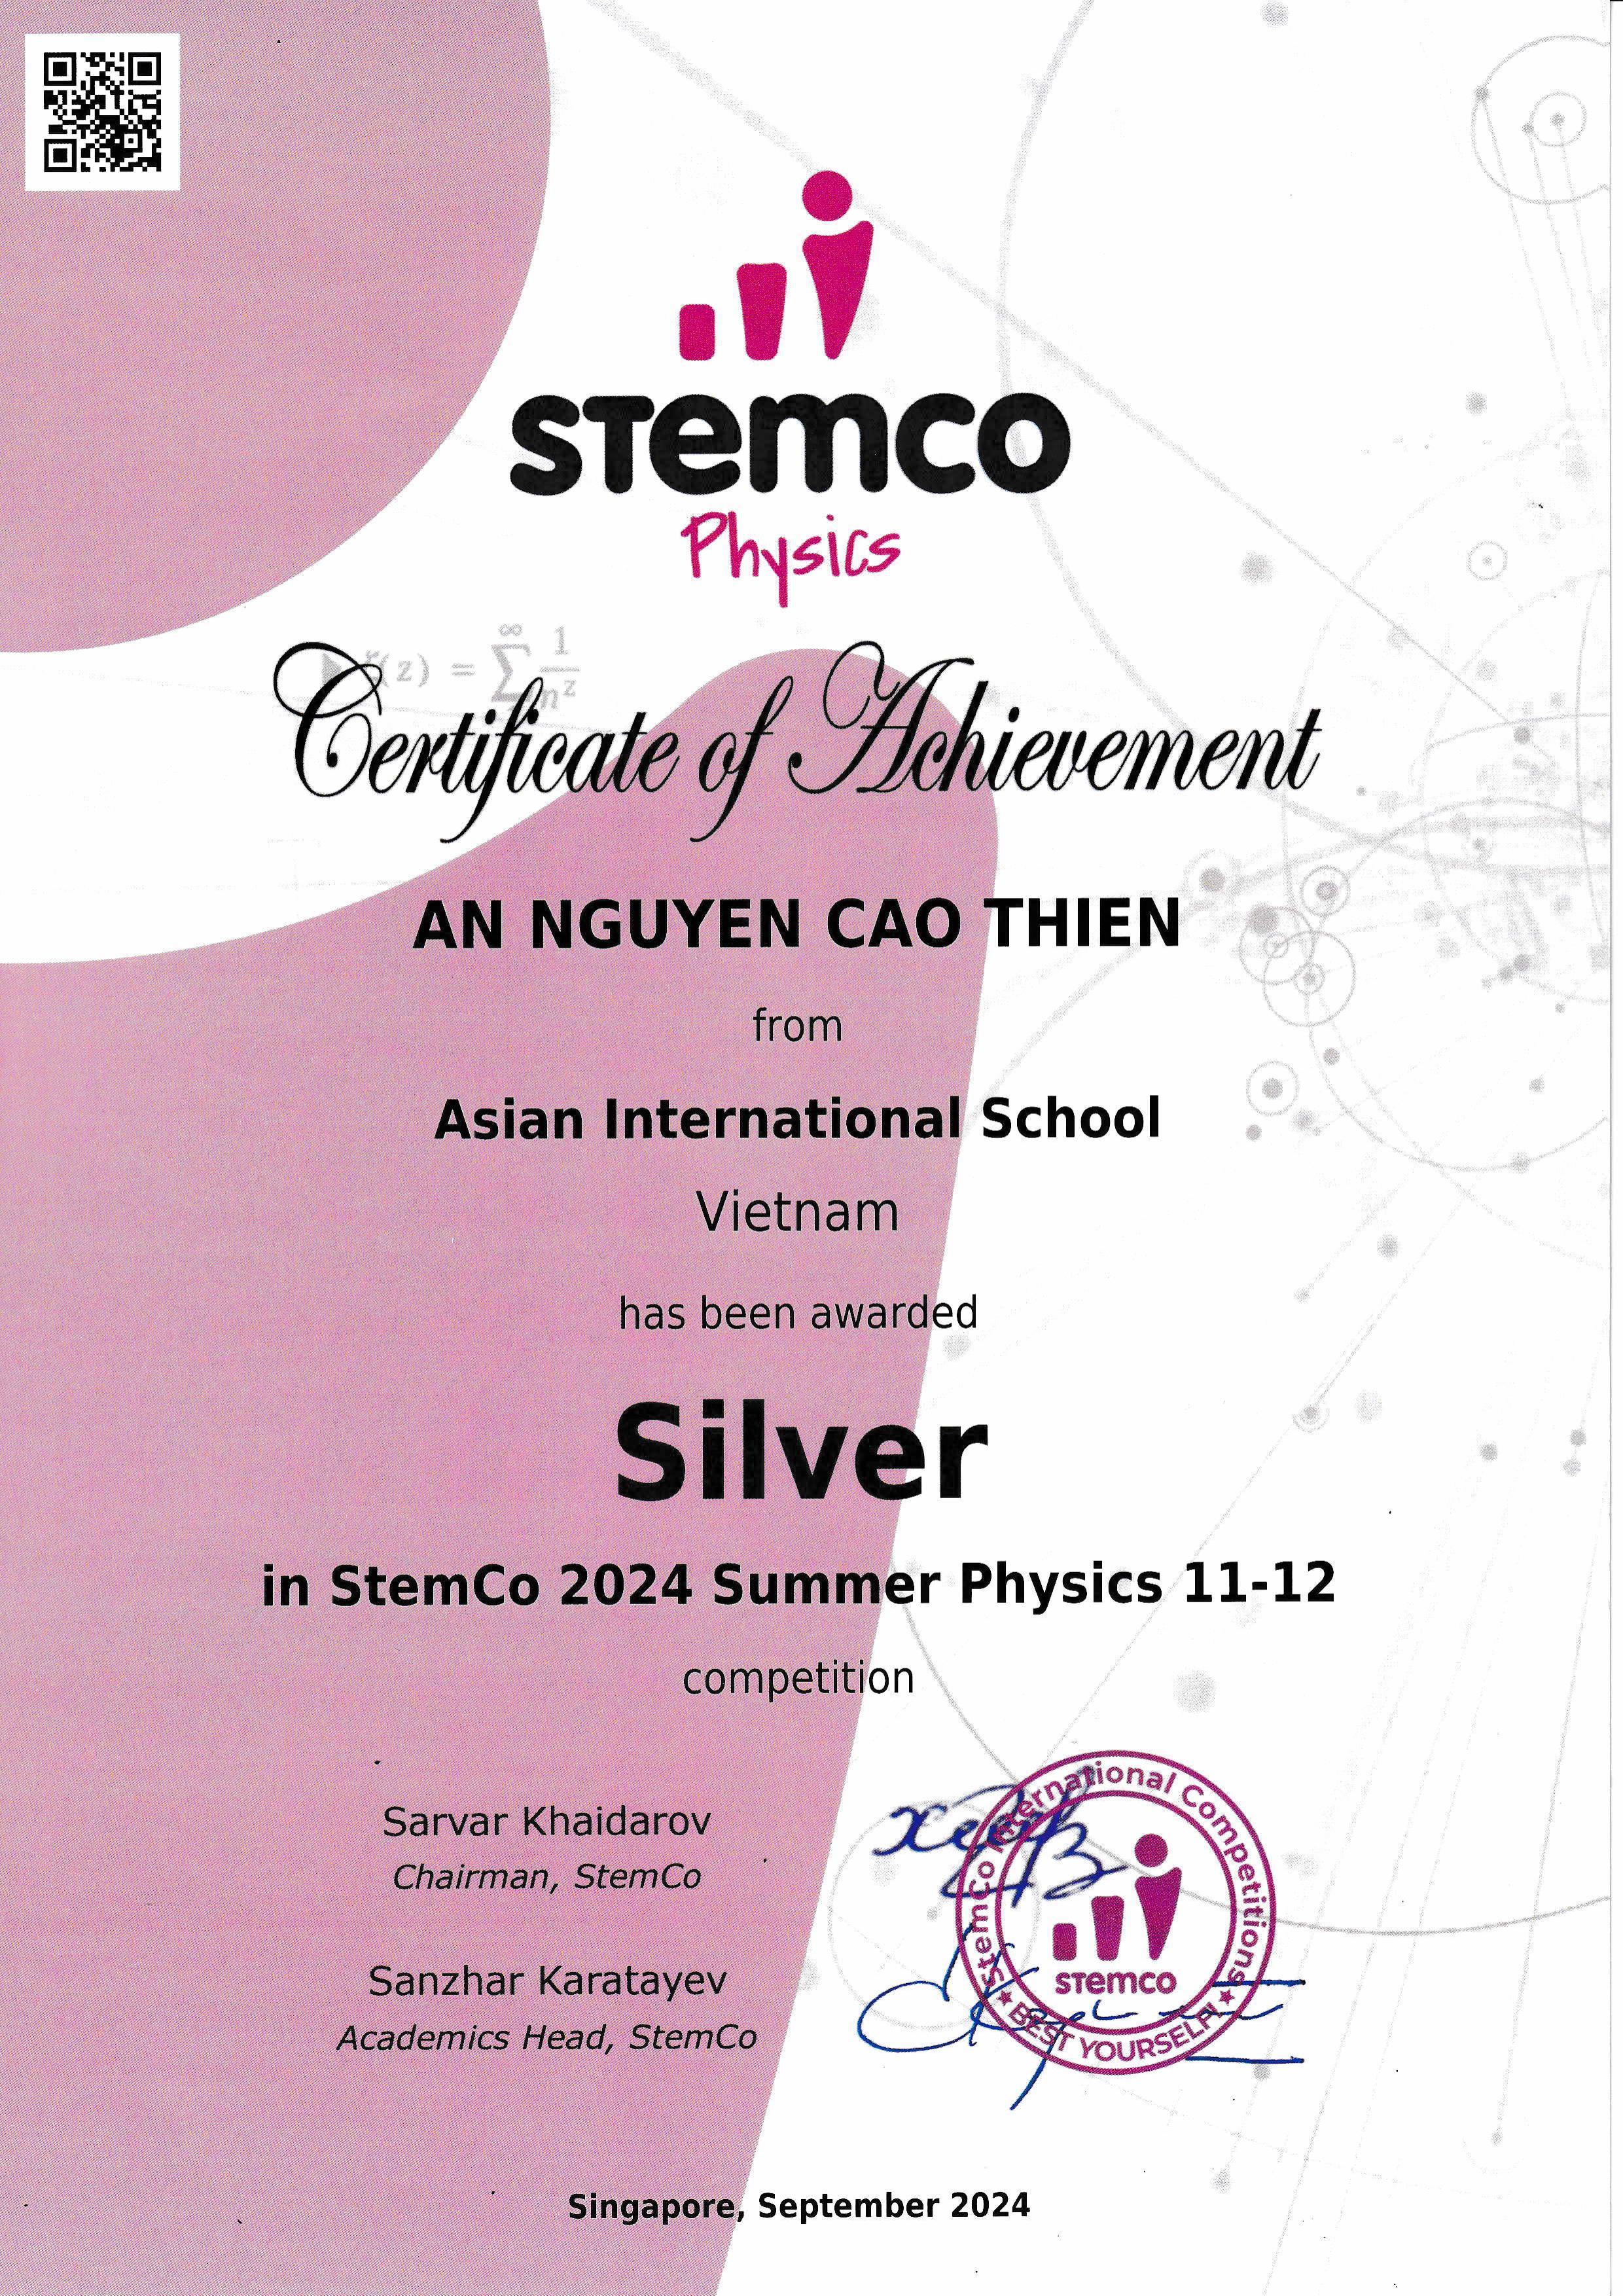 stemco
Physics
ζ(z) = ∞∑ 1/n^z
Certificate of Achievement
AN NGUYEN CAO THIEN
from
Asian International School
Vietnam
has been awarded
Silver
in StemCo 2024 Summer Physics 11-12
competition
Sarvar Khaidarov
Chairman, StemCo
Sanzhar Karatayev
Academics Head, StemCo
StemCo International Competitions
stemco
★ BEST YOURSELF! ★
Singapore, September 2024